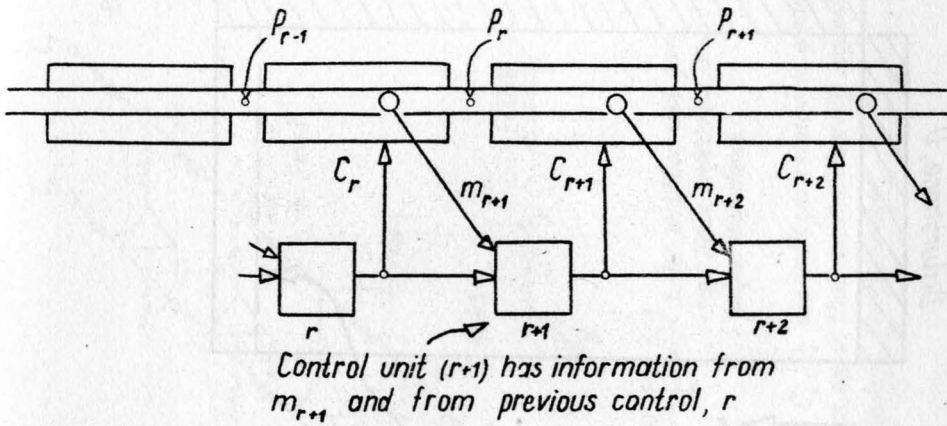 P_{r-1} P_r P_{r+1}
C_r m_{r+1} C_{r+1} m_{r+2} C_{r+2}
r r+1 r+2
Control unit (r+1) has information from
m_{r+1} and from previous control, r